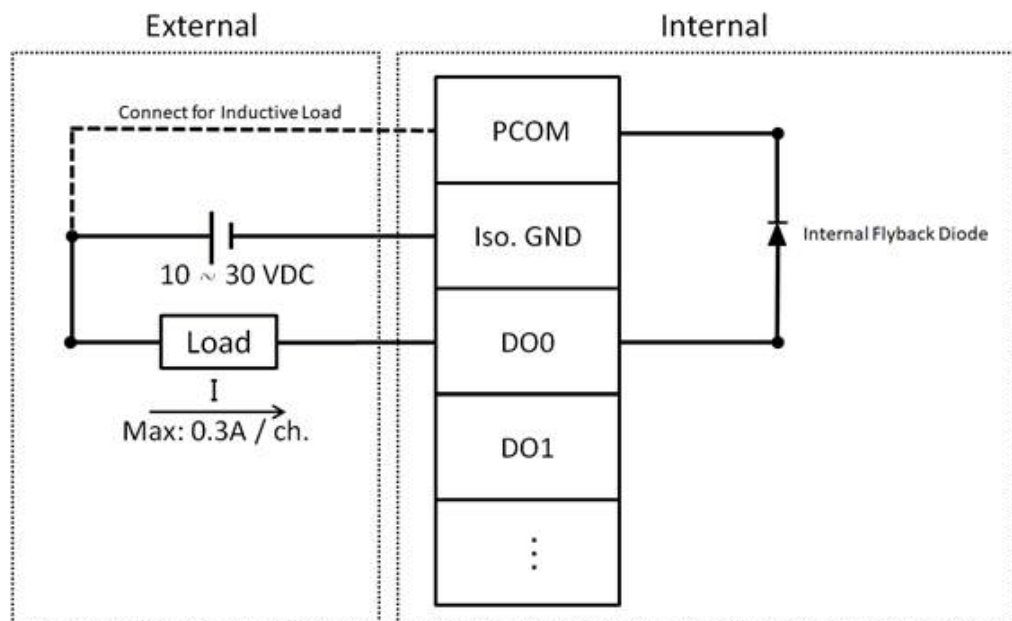 External
Internal
Connect for Inductive Load
PCOM
Iso. GND
Internal Flyback Diode
10 ~ 30 VDC
Load
DO0
I
Max: 0.3A / ch.
DO1
⋮